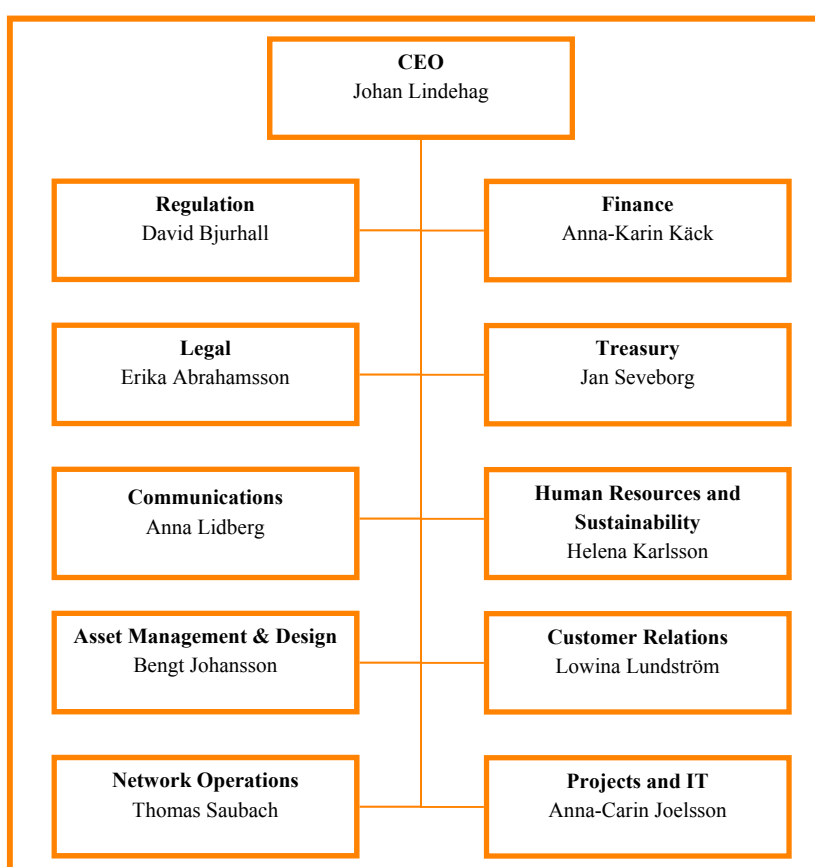 CEO
Johan Lindehag
Regulation
David Bjurhall
Finance
Anna-Karin Käck
Legal
Erika Abrahamsson
Treasury
Jan Seveborg
Communications
Anna Lidberg
Human Resources and
Sustainability
Helena Karlsson
Asset Management & Design
Bengt Johansson
Customer Relations
Lowina Lundström
Network Operations
Thomas Saubach
Projects and IT
Anna-Carin Joelsson